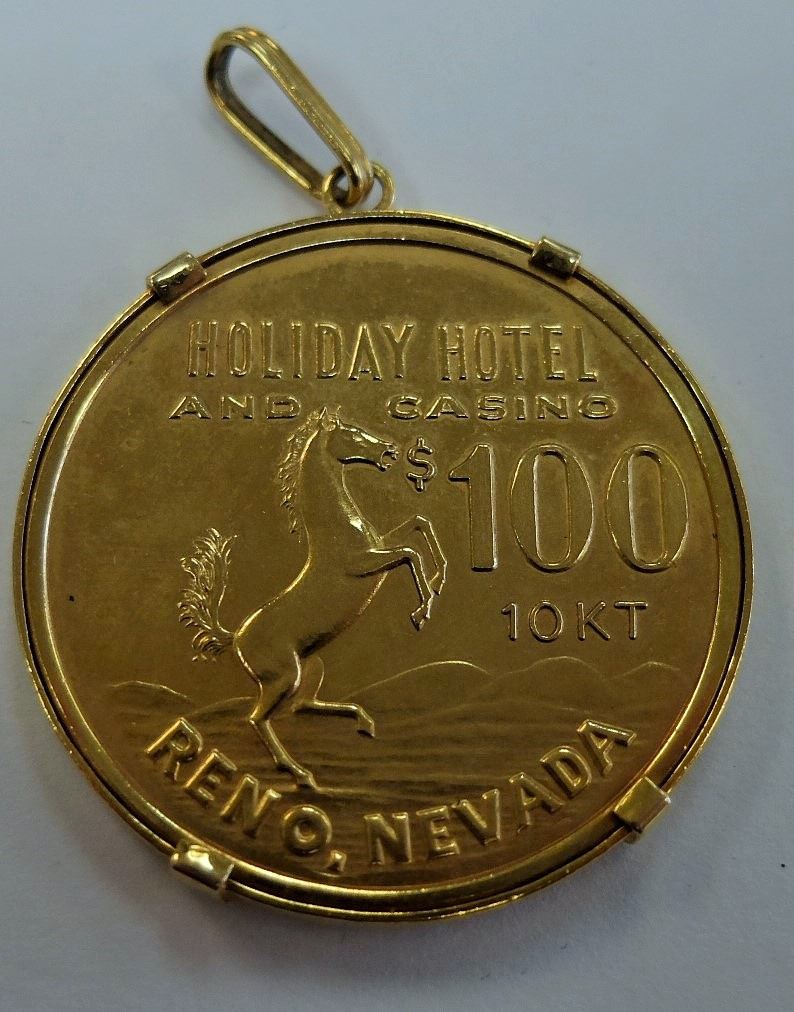 HOLIDAY HOTEL
AND CASINO
$100
10KT
RENO, NEVADA